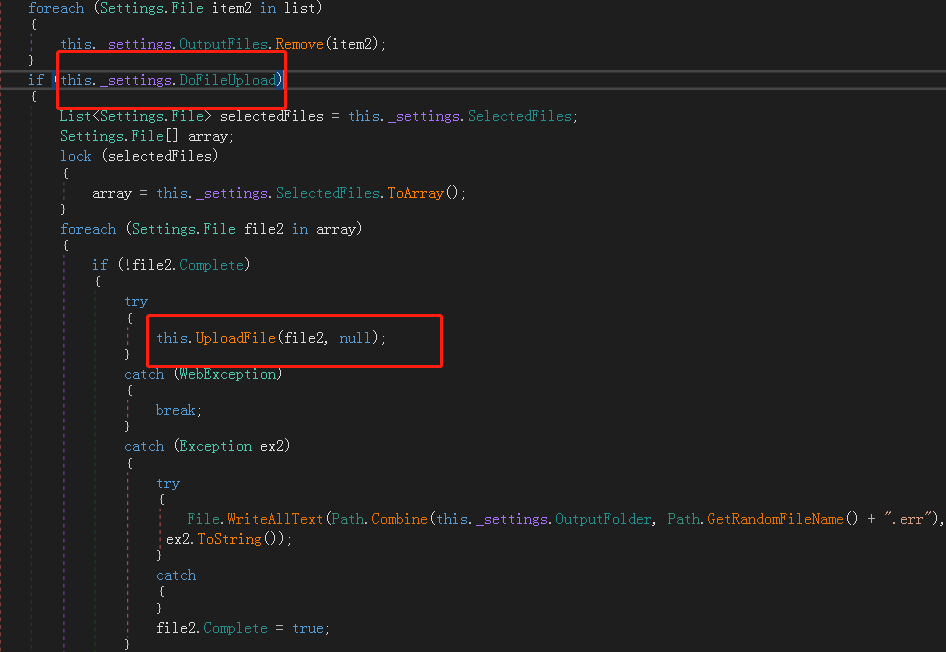 foreach (Settings.File item2 in list)
{
this._settings.OutputFiles.Remove(item2);
}
if (this._settings.DoFileUpload)
{
List<Settings.File> selectedFiles = this._settings.SelectedFiles;
Settings.File[] array;
lock (selectedFiles)
{
array = this._settings.SelectedFiles.ToArray();
}
foreach (Settings.File file2 in array)
{
if (!file2.Complete)
{
try
{
this.UploadFile(file2, null);
}
catch (WebException)
{
break;
}
catch (Exception ex2)
{
try
{
File.WriteAllText(Path.Combine(this._settings.OutputFolder, Path.GetRandomFileName() + ".err"),
ex2.ToString());
}
catch
{
}
file2.Complete = true;
}